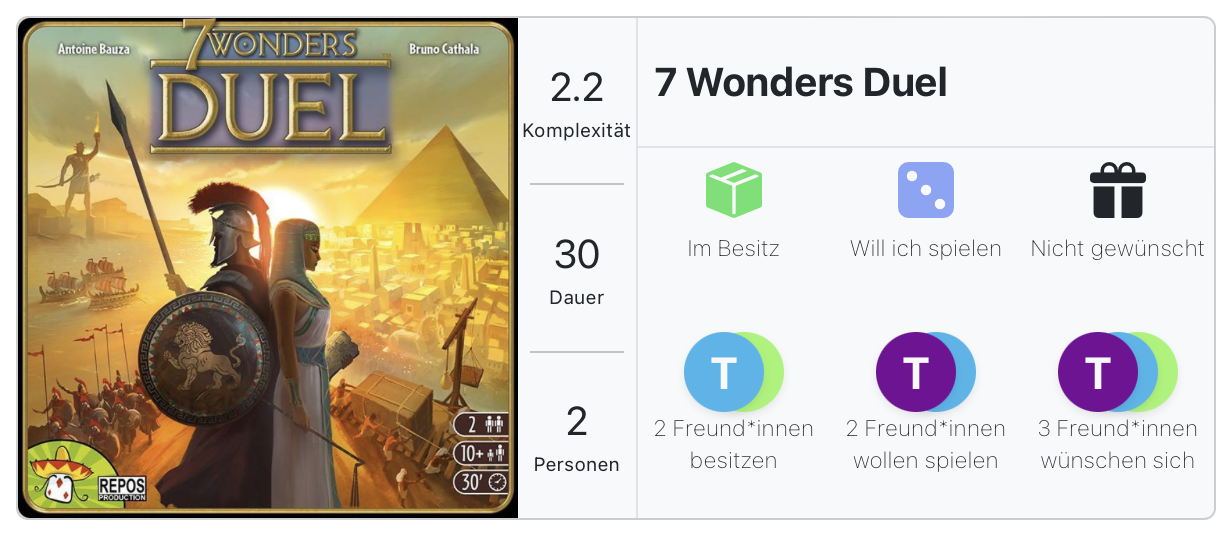 Antoine Bauza
Bruno Cathala
7 WONDERS
DUEL
2
10+
30'
REPOS
PRODUCTION
2.2
Komplexität
30
Dauer
2
Personen
7 Wonders Duel
Im Besitz
Will ich spielen
Nicht gewünscht
T
2 Freund*innen
besitzen
T
2 Freund*innen
wollen spielen
T
3 Freund*innen
wünschen sich